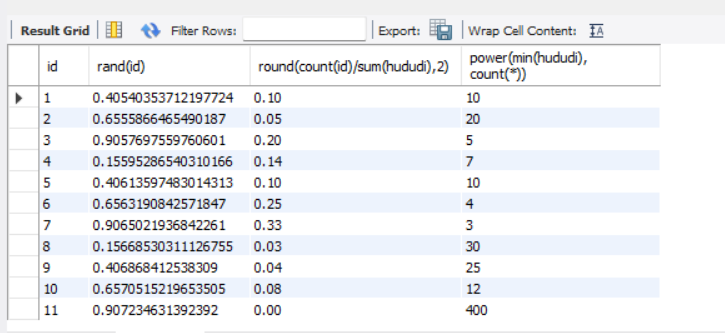 Result Grid Filter Rows: Export: Wrap Cell Content: IA
id rand(id) round(count(id)/sum(hududi),2) power(min(hududi), count(*))
1 0.40540353712197724 0.10 10
2 0.6555866465490187 0.05 20
3 0.9057697559760601 0.20 5
4 0.15595286540310166 0.14 7
5 0.40613597483014313 0.10 10
6 0.6563190842571847 0.25 4
7 0.9065021936842261 0.33 3
8 0.15668530311126755 0.03 30
9 0.406868412538309 0.04 25
10 0.6570515219653505 0.08 12
11 0.907234631392392 0.00 400